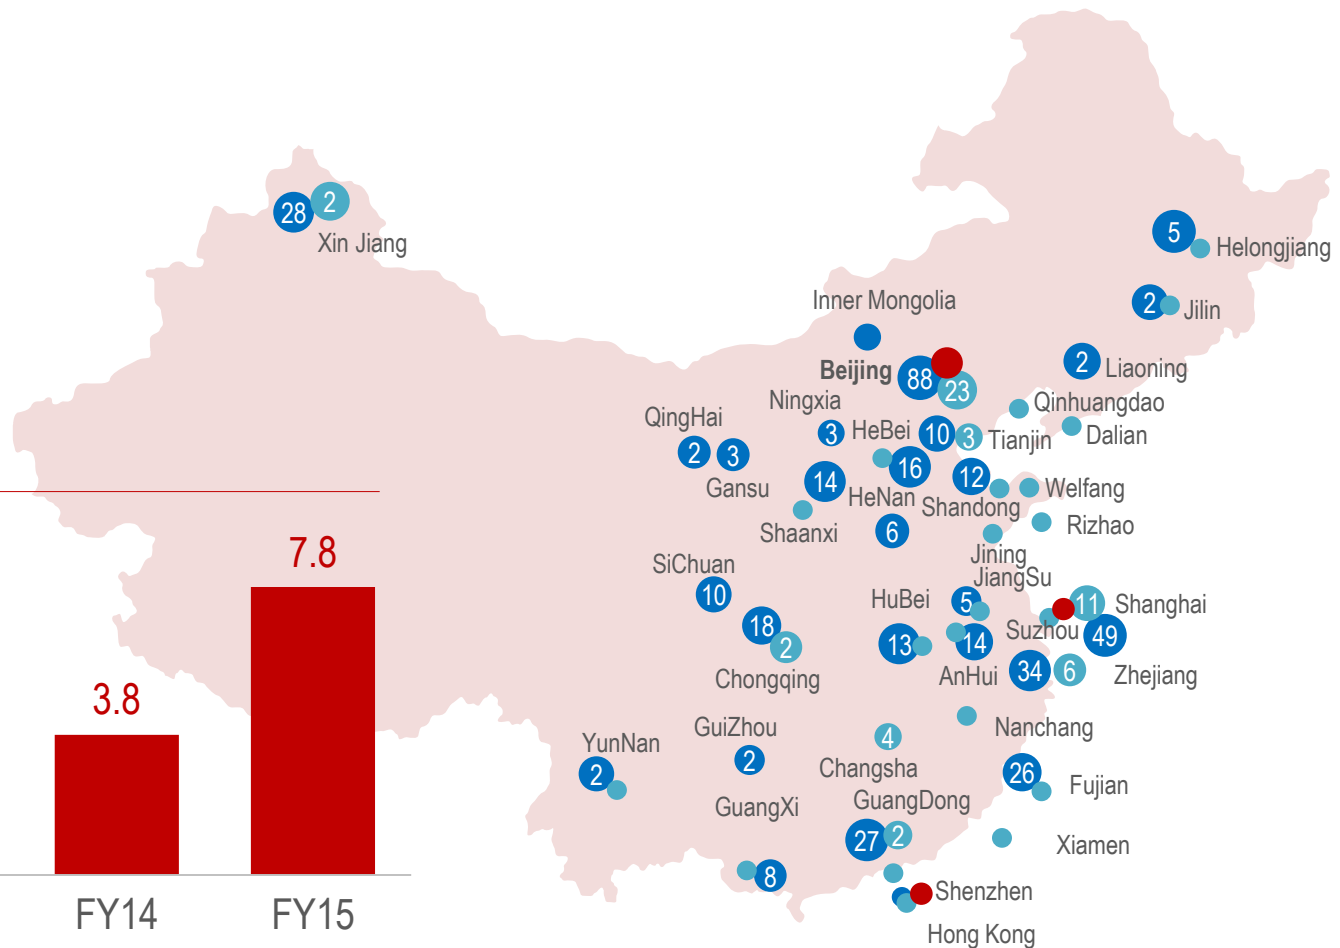 28
2
Xin Jiang
5
Helongjiang
Inner Mongolia
2
Jilin
Beijing
88
23
2
Liaoning
Qinhuangdao
QingHai
Ningxia
3
HeBei
10
3
Tianjin
Dalian
2
3
Gansu
14
16
12
HeNan
Shandong
Welfang
Shaanxi
6
Rizhao
Jining
7.8
SiChuan
10
JiangSu
HuBei
5
11
Shanghai
18
2
Chongqing
13
14
Suzhou
49
AnHui
34
6
Zhejiang
3.8
GuiZhou
2
YunNan
2
4
Changsha
Nanchang
26
Fujian
GuangXi
GuangDong
27
2
Xiamen
8
Shenzhen
Hong Kong
FY14
FY15